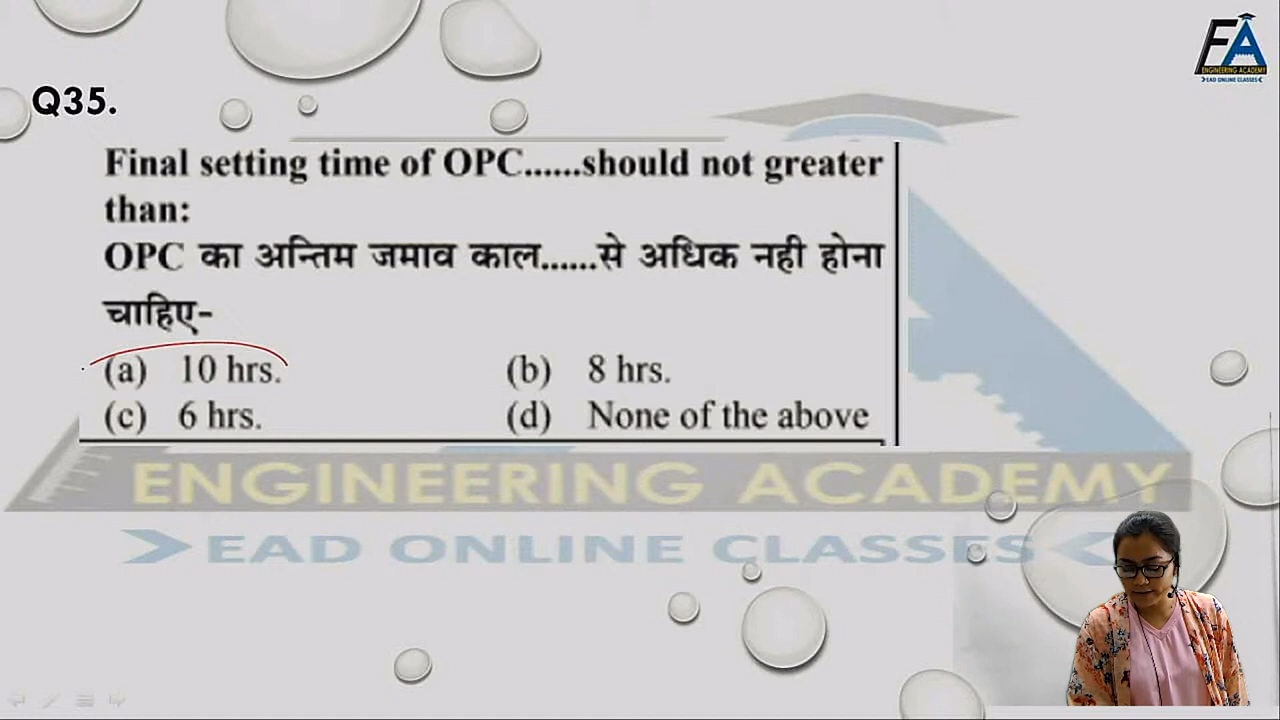 FA
ENGINEERING ACADEMY
EAD ONLINE CLASSES
Q35.
Final setting time of OPC......should not greater
than:
OPC का अन्तिम जमाव काल......से अधिक नही होना
चाहिए-
(a) 10 hrs. (b) 8 hrs.
(c) 6 hrs. (d) None of the above
ENGINEERING ACADEMY
EAD ONLINE CLASSES